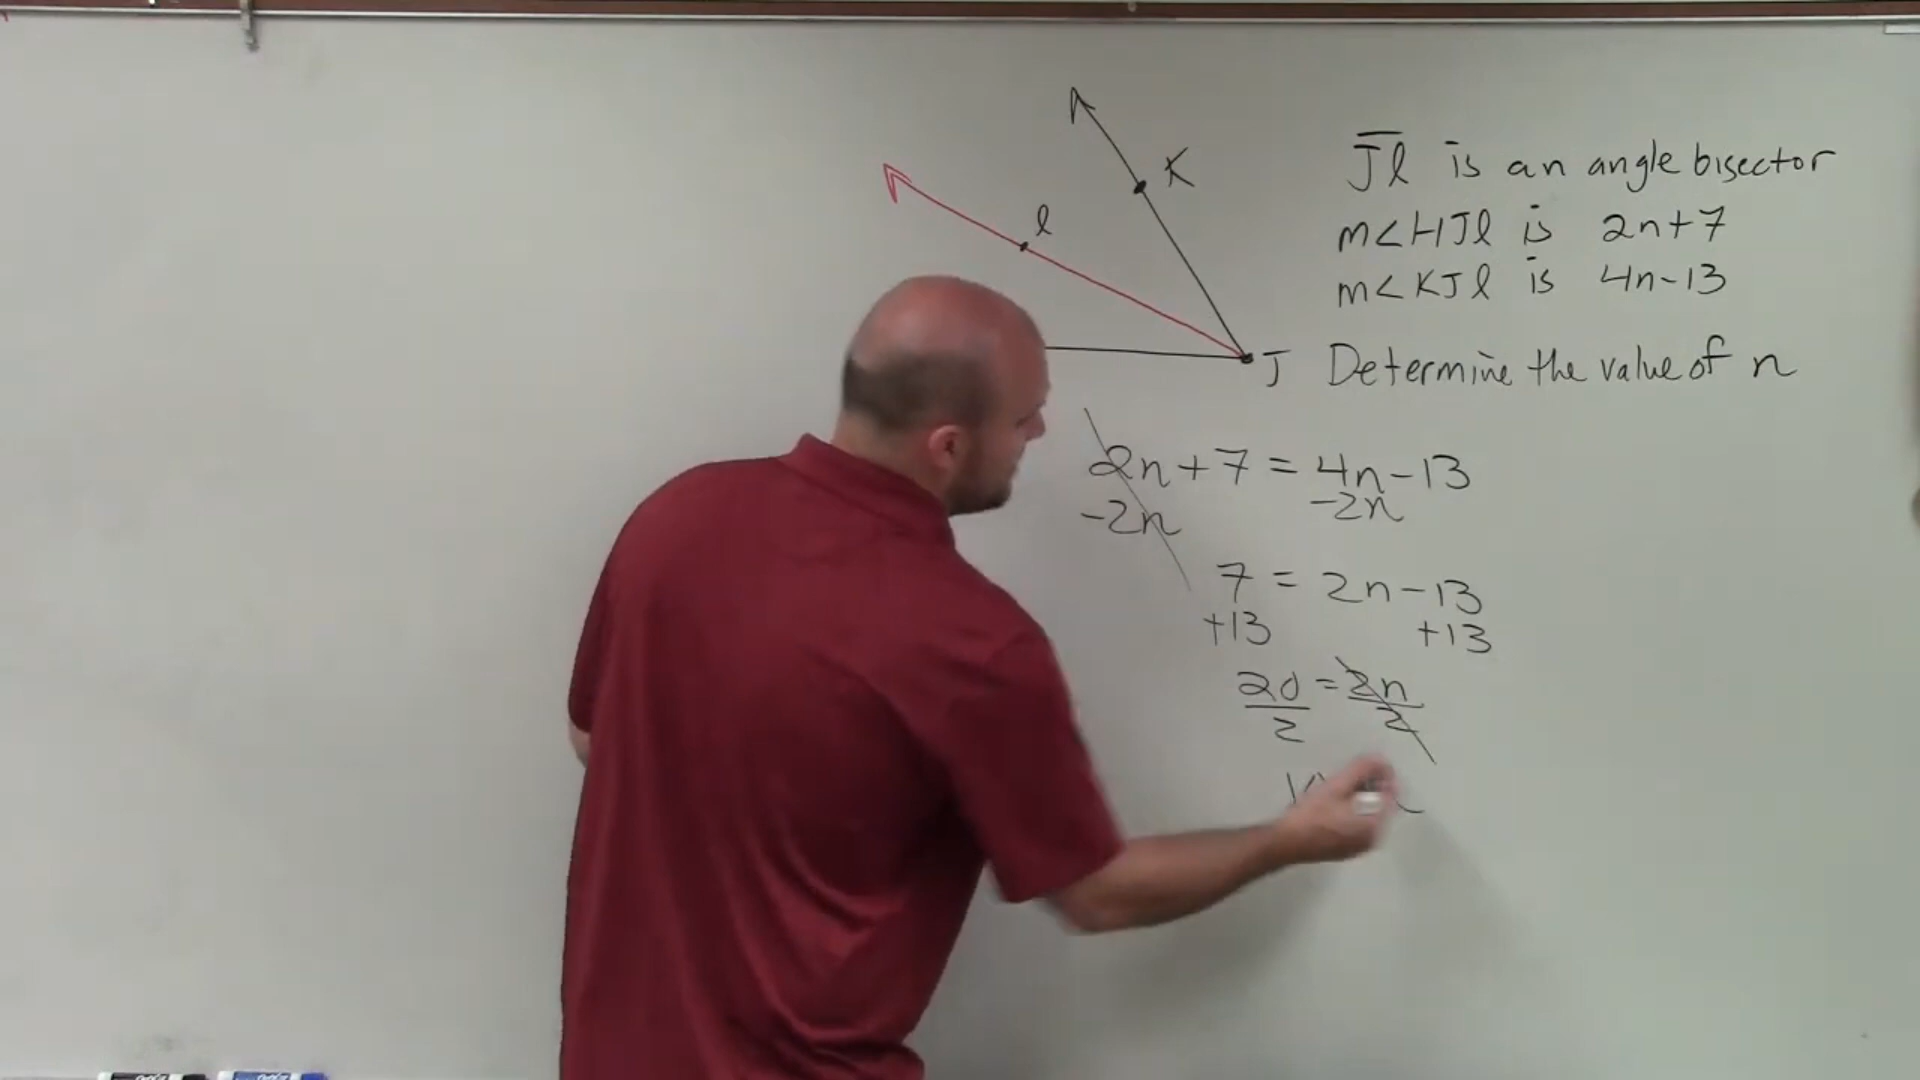 K
l
J
Jl is an angle bisector
m<HJl is 2n+7
m<KJl is 4n-13
Determine the value of n
2n+7 = 4n-13
-2n -2n
7 = 2n-13
+13 +13
20 = 2n
2 2